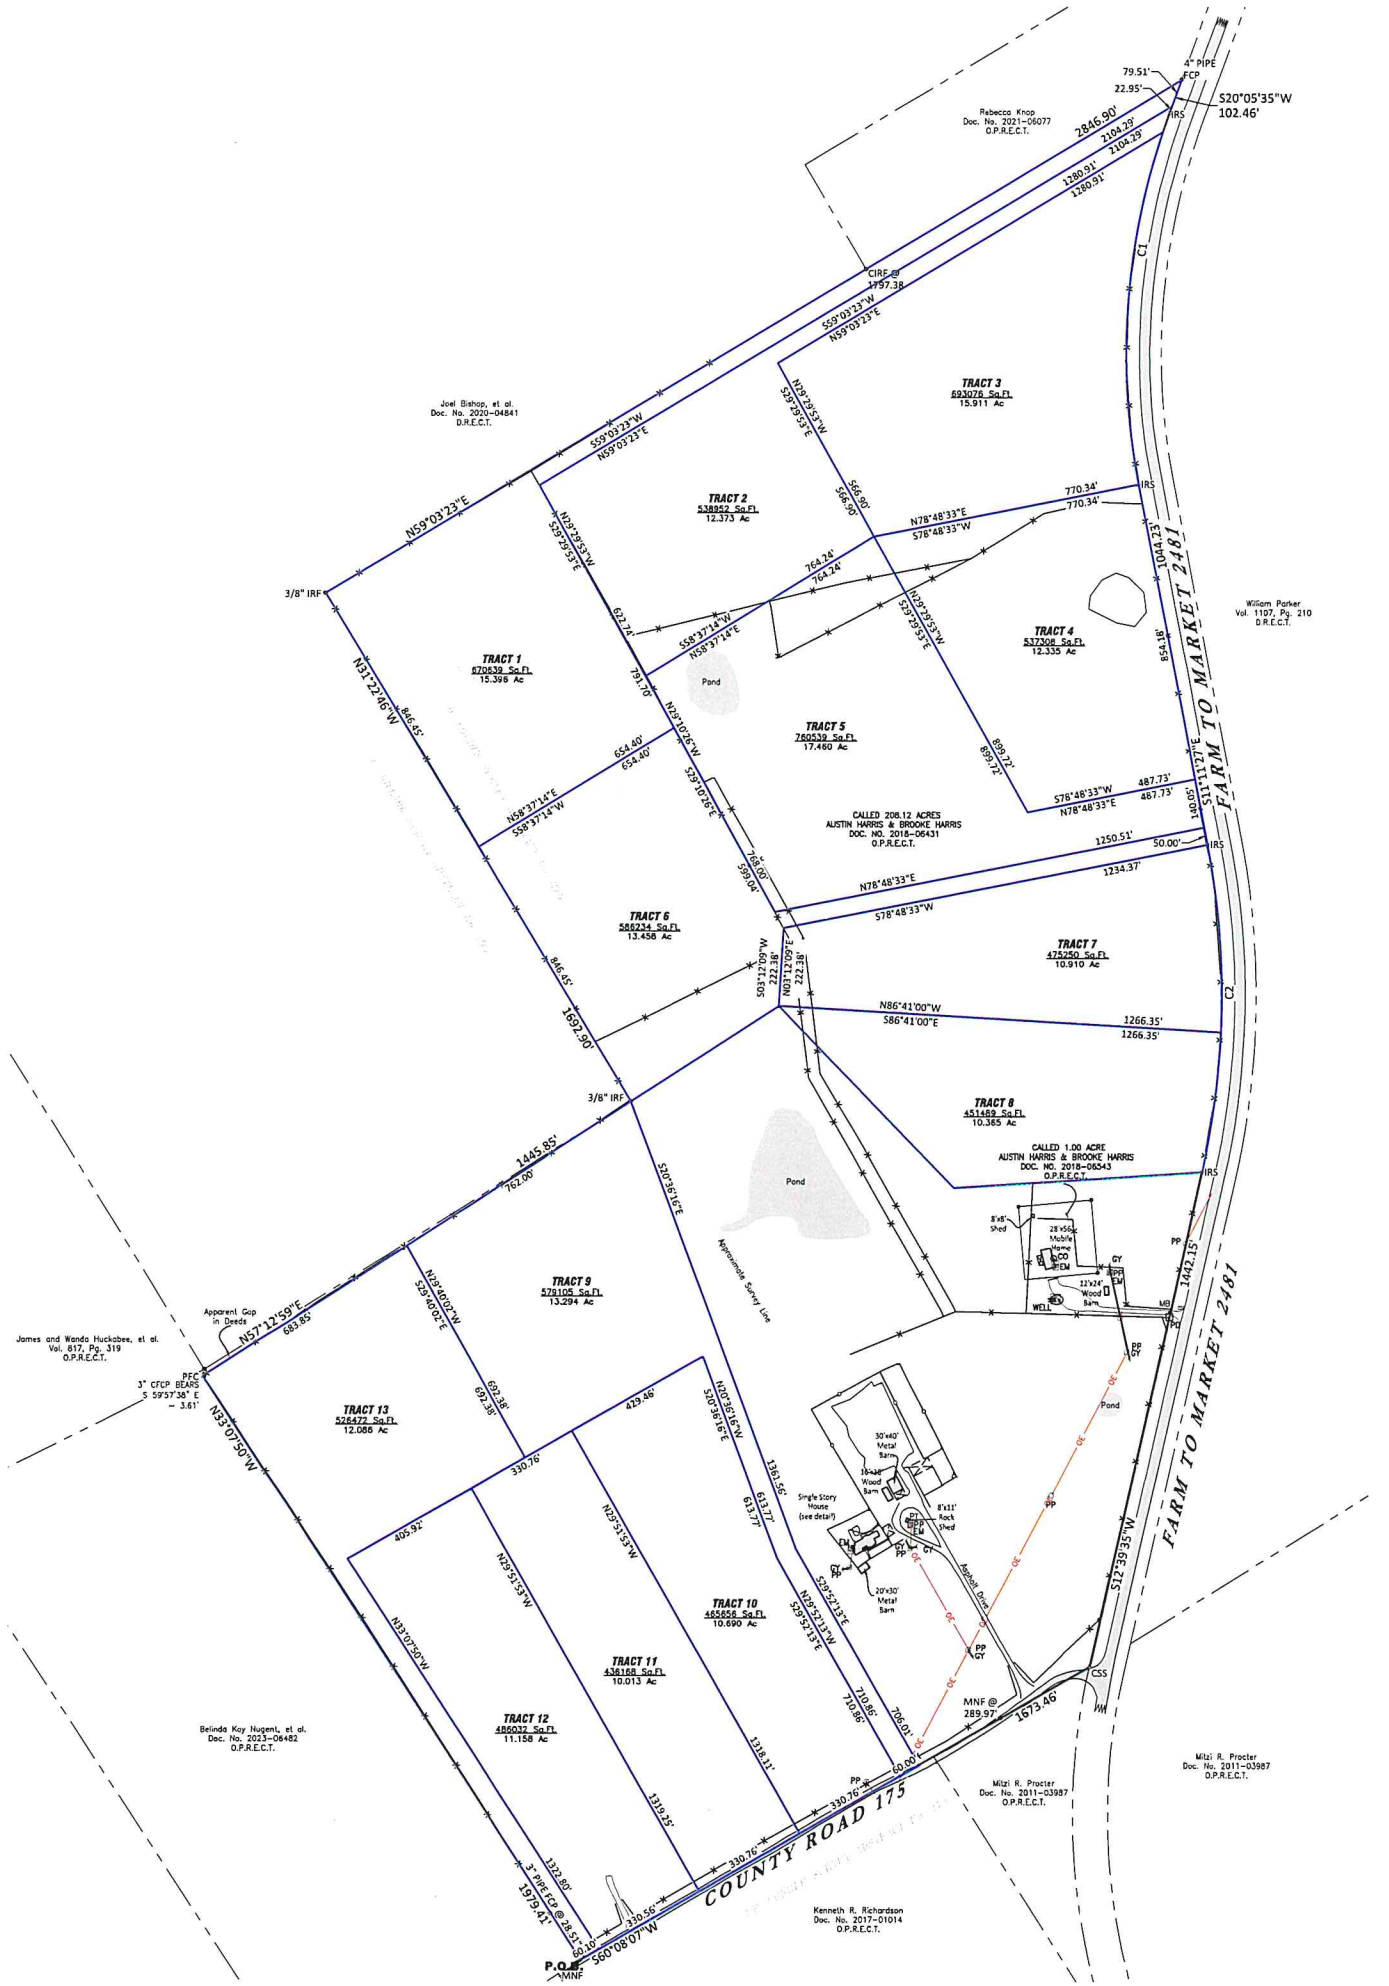 4" PIPE
FCP
79.51'
22.95'
IRS
S20°05'35"W
102.46'
Rebecca Knop
Doc. No. 2021-06077
O.P.R.E.C.T.
2846.90'
2104.29'
2104.29'
1280.91'
1280.91'
C1
CIRF @
1797.38
S59°03'23"W
N59°03'23"E
Joel Bishop, et al.
Doc. No. 2020-04841
D.R.E.C.T.
S59°03'23"W
N59°03'23"E
N59°03'23"E
3/8" IRF
TRACT 3
693076 Sq.Ft.
15.911 Ac
N29°29'53"W
S29°29'53"E
566.90'
566.90'
TRACT 2
538952 Sq.Ft.
12.373 Ac
770.34'
770.34'
IRS
N78°48'33"E
S78°48'33"W
N29°29'53"W
S29°29'53"E
764.24'
764.24'
1044.23'
FARM TO MARKET 2481
William Parker
Vol. 1107, Pg. 210
D.R.E.C.T.
N29°29'53"W
S29°29'53"E
622.74'
S58°37'14"W
N58°37'14"E
TRACT 4
537308 Sq.Ft.
12.335 Ac
854.18'
TRACT 1
670639 Sq.Ft.
15.396 Ac
791.70'
Pond
N31°22'46"W
846.45'
N29°10'26"W
S29°10'26"E
TRACT 5
760539 Sq.Ft.
17.460 Ac
899.72'
899.72'
654.40'
654.40'
N58°37'14"E
S58°37'14"W
S78°48'33"W
N78°48'33"E
487.73'
487.73'
140.05'
S11°11'27"E
CALLED 208.12 ACRES
AUSTIN HARRIS & BROOKE HARRIS
DOC. NO. 2018-06431
O.P.R.E.C.T.
1250.51'
50.00'
IRS
1234.37'
768.00'
599.04'
N78°48'33"E
S78°48'33"W
TRACT 6
586234 Sq.Ft.
13.458 Ac
TRACT 7
475250 Sq.Ft.
10.910 Ac
S03°12'09"W
222.38'
N03°12'09"E
222.38'
846.45'
1692.90'
C2
N86°41'00"W
S86°41'00"E
1266.35'
1266.35'
3/8" IRF
TRACT 8
451489 Sq.Ft.
10.365 Ac
1445.85'
762.00'
CALLED 1.00 ACRE
AUSTIN HARRIS & BROOKE HARRIS
DOC. NO. 2018-06543
O.P.R.E.C.T.
IRS
S20°36'16"E
Pond
8'x8'
Shed
28'x56'
Mobile
Home
CO
EM
PP
1442.15'
Approximate Survey Line
GY
PP
EM
12'x24'
Wood
Barn
WELL
MB
PD
FARM TO MARKET 2481
N29°40'02"W
S29°40'02"E
TRACT 9
579105 Sq.Ft.
13.294 Ac
Apparent Gap
in Deeds
N57°12'59"E
683.85'
James and Wanda Huckabee, et al.
Vol. 817, Pg. 319
O.P.R.E.C.T.
PP
GY
PFC
3" CFCP BEARS
S 59°57'38" E
~ 3.61'
692.38'
692.38'
429.46'
N20°36'16"W
S20°36'16"E
Pond
30
N33°07'50"W
TRACT 13
526472 Sq.Ft.
12.086 Ac
330.76'
30'x40'
Metal
Barn
Wood
Barn
30
1361.56'
613.77'
613.77'
Single Story
House
(see detail)
8'x11'
Rock
Shed
PT
PP
EM
PP
405.92'
EM
GY
PP
GY
PP
GY
N29°51'53"W
N29°51'53"W
30
30
S12°39'35"W
20'x30'
Metal
Barn
Asphalt Drive
S29°52'13"E
N29°52'13"W
S29°52'13"E
TRACT 10
465656 Sq.Ft.
10.690 Ac
30
N33°07'50"W
PP
GY
TRACT 11
436168 Sq.Ft.
10.013 Ac
30
CSS
710.86'
710.86'
706.01'
MNF @
289.97'
1673.46'
TRACT 12
486032 Sq.Ft.
11.158 Ac
Belinda Kay Nugent, et al.
Doc. No. 2023-06482
O.P.R.E.C.T.
30
1318.11'
60.00'
Mitzi R. Procter
Doc. No. 2011-03987
O.P.R.E.C.T.
Mitzi R. Procter
Doc. No. 2011-03987
O.P.R.E.C.T.
PP
330.76'
1319.25'
330.76'
COUNTY ROAD 175
1322.80'
3" PIPE FCP @ 28.51'
1979.41'
330.56'
60.10'
S60°08'07"W
Kenneth R. Richardson
Doc. No. 2017-01014
O.P.R.E.C.T.
P.O.B.
MNF